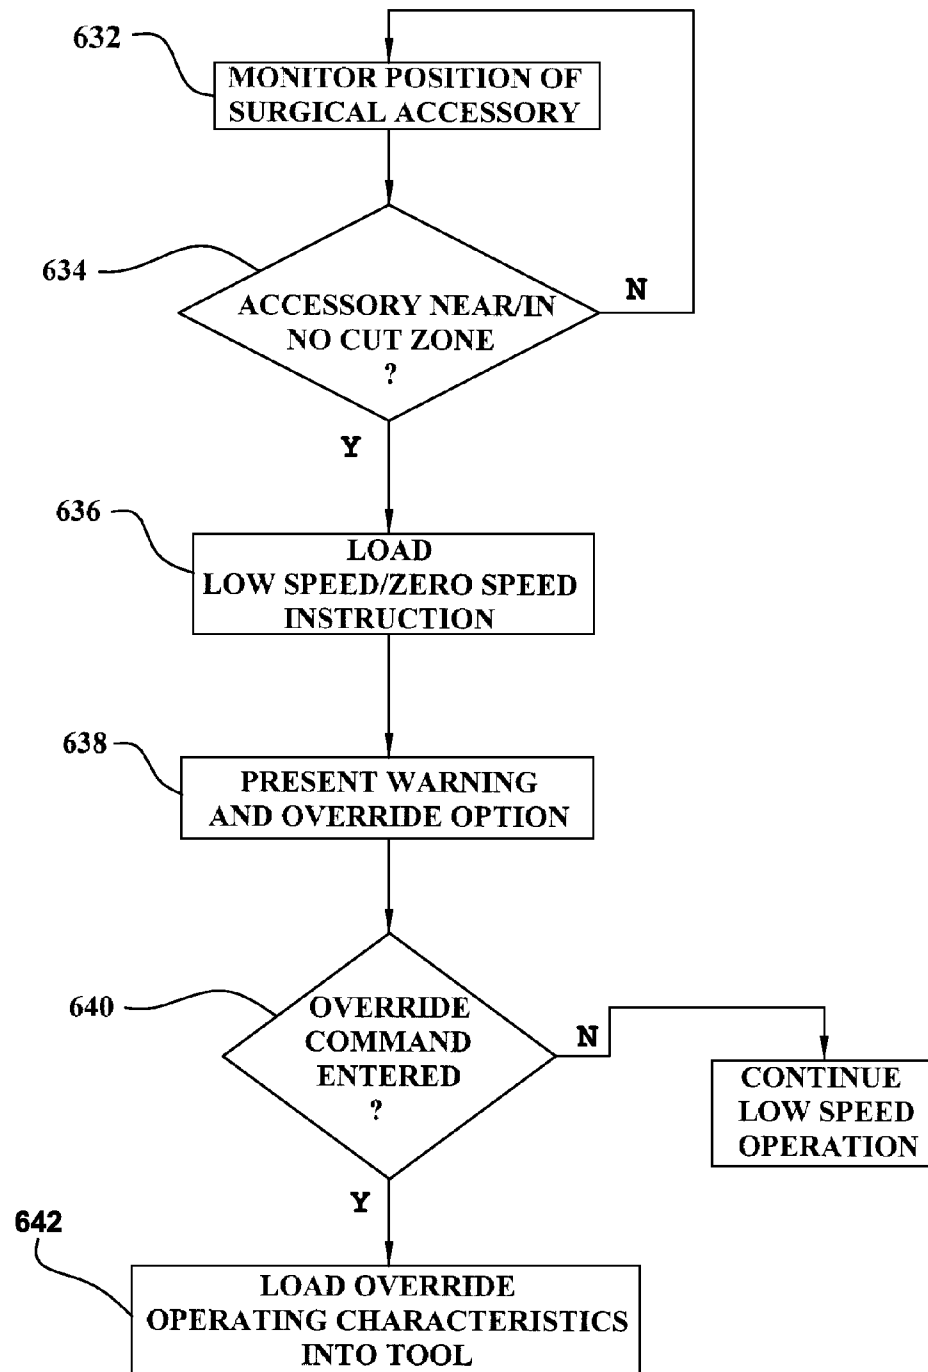 632
MONITOR POSITION OF
SURGICAL ACCESSORY
634
ACCESSORY NEAR/IN
NO CUT ZONE
?
N
Y
636
LOAD
LOW SPEED/ZERO SPEED
INSTRUCTION
638
PRESENT WARNING
AND OVERRIDE OPTION
640
OVERRIDE
COMMAND
ENTERED
?
N
CONTINUE
LOW SPEED
OPERATION
Y
642
LOAD OVERRIDE
OPERATING CHARACTERISTICS
INTO TOOL